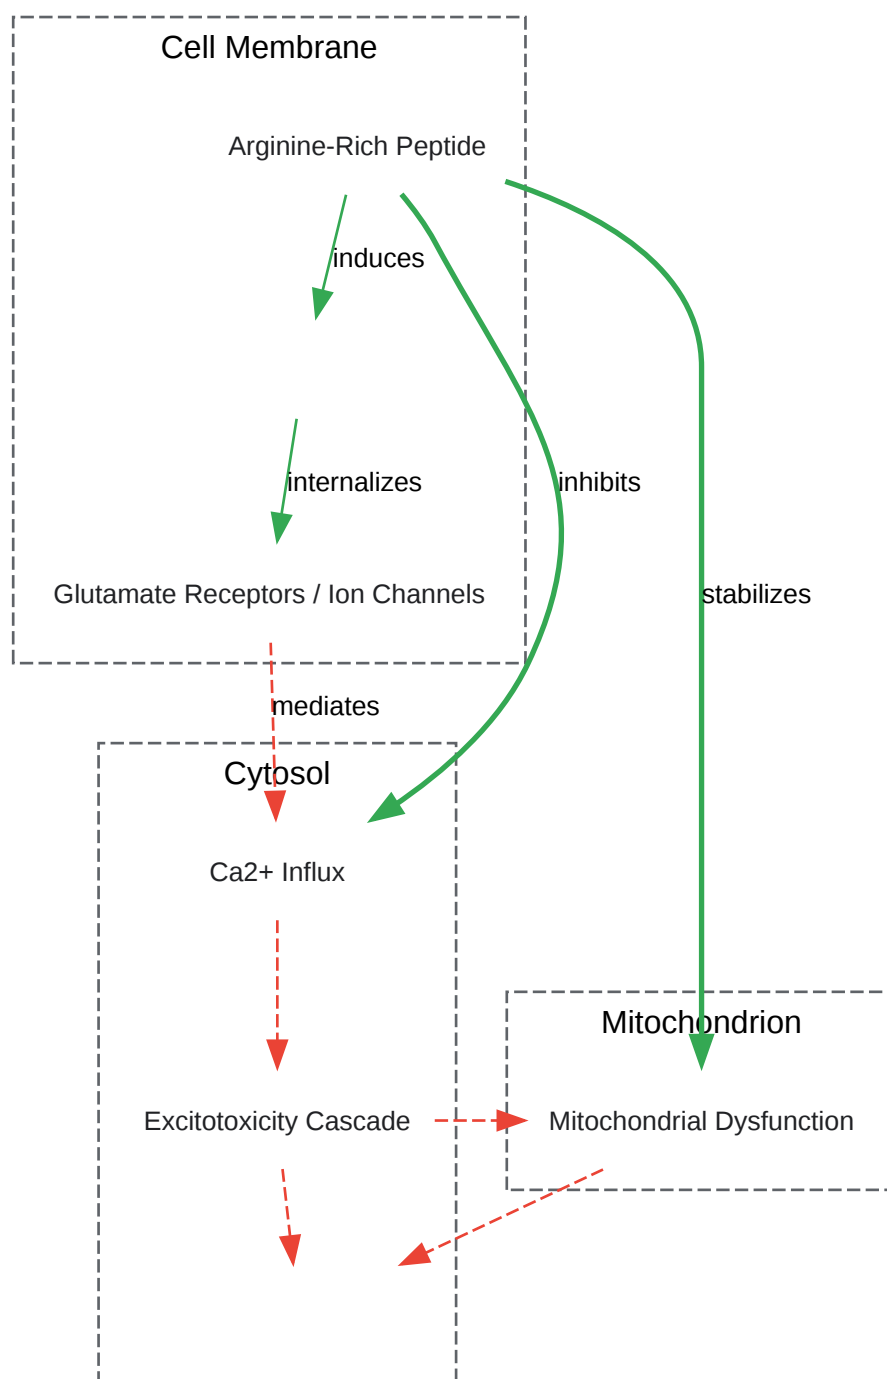 Cell Membrane
Arginine-Rich Peptide
induces
internalizes
inhibits
Glutamate Receptors / Ion Channels
stabilizes
mediates
Cytosol
Ca2+ Influx
Mitochondrion
Excitotoxicity Cascade
Mitochondrial Dysfunction